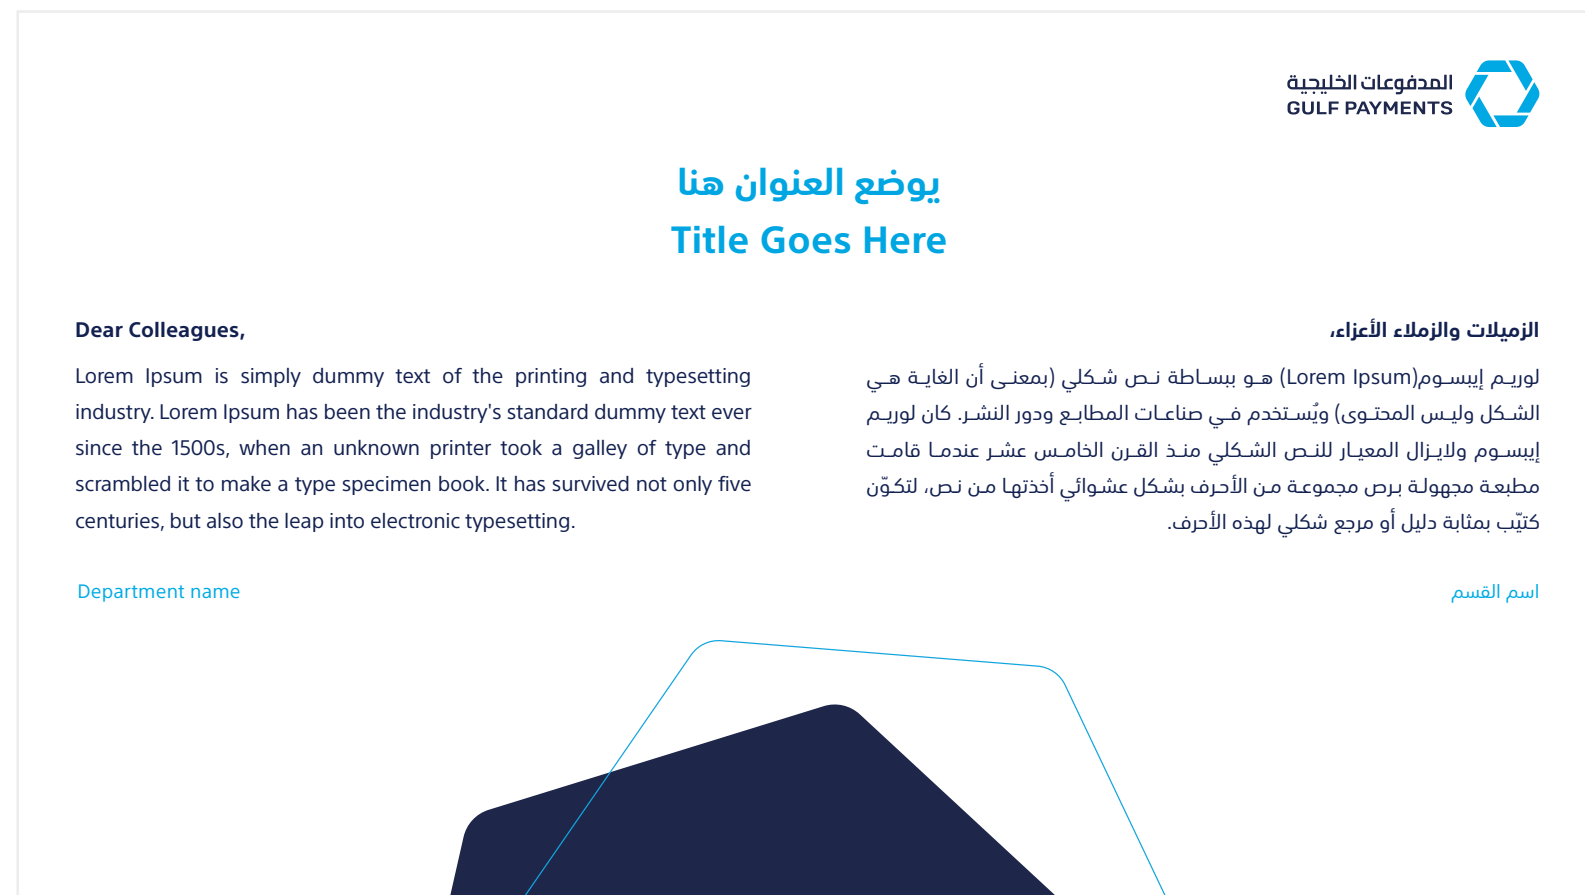 المدفوعات الخليجية
GULF PAYMENTS
يوضع العنوان هنا
Title Goes Here
Dear Colleagues,
Lorem Ipsum is simply dummy text of the printing and typesetting
industry. Lorem Ipsum has been the industry's standard dummy text ever
since the 1500s, when an unknown printer took a galley of type and
scrambled it to make a type specimen book. It has survived not only five
centuries, but also the leap into electronic typesetting.
Department name
الزميلات والزملاء الأعزاء،
لوريم إيبسوم(Lorem Ipsum) هو ببساطة نص شكلي (بمعنى أن الغاية هي
الشكل وليس المحتوى) ويُستخدم في صناعات المطابع ودور النشر. كان لوريم
إيبسوم ولايزال المعيار للنص الشكلي منذ القرن الخامس عشر عندما قامت
مطبعة مجهولة برص مجموعة من الأحرف بشكل عشوائي أخذتها من نص، لتكوّن
كتيّب بمثابة دليل أو مرجع شكلي لهذه الأحرف.
اسم القسم